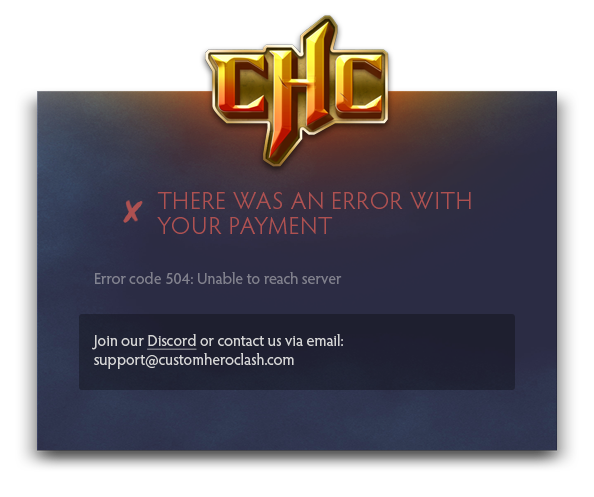 CHC
THERE WAS AN ERROR WITH
YOUR PAYMENT
Error code 504: Unable to reach server
Join our Discord or contact us via email:
support@customheroclash.com